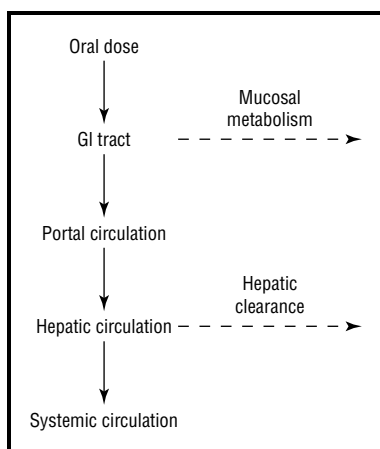 Oral dose
Mucosal
metabolism
GI tract
Portal circulation
Hepatic
clearance
Hepatic circulation
Systemic circulation